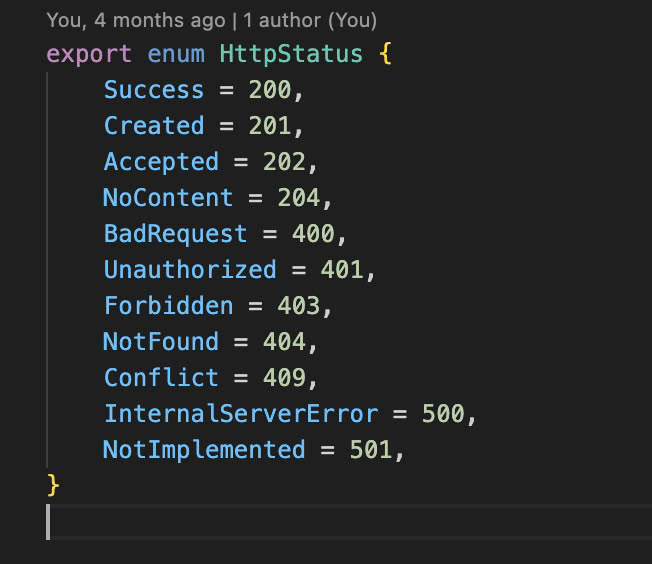 You, 4 months ago | 1 author (You)
export enum HttpStatus {
    Success = 200,
    Created = 201,
    Accepted = 202,
    NoContent = 204,
    BadRequest = 400,
    Unauthorized = 401,
    Forbidden = 403,
    NotFound = 404,
    Conflict = 409,
    InternalServerError = 500,
    NotImplemented = 501,
}